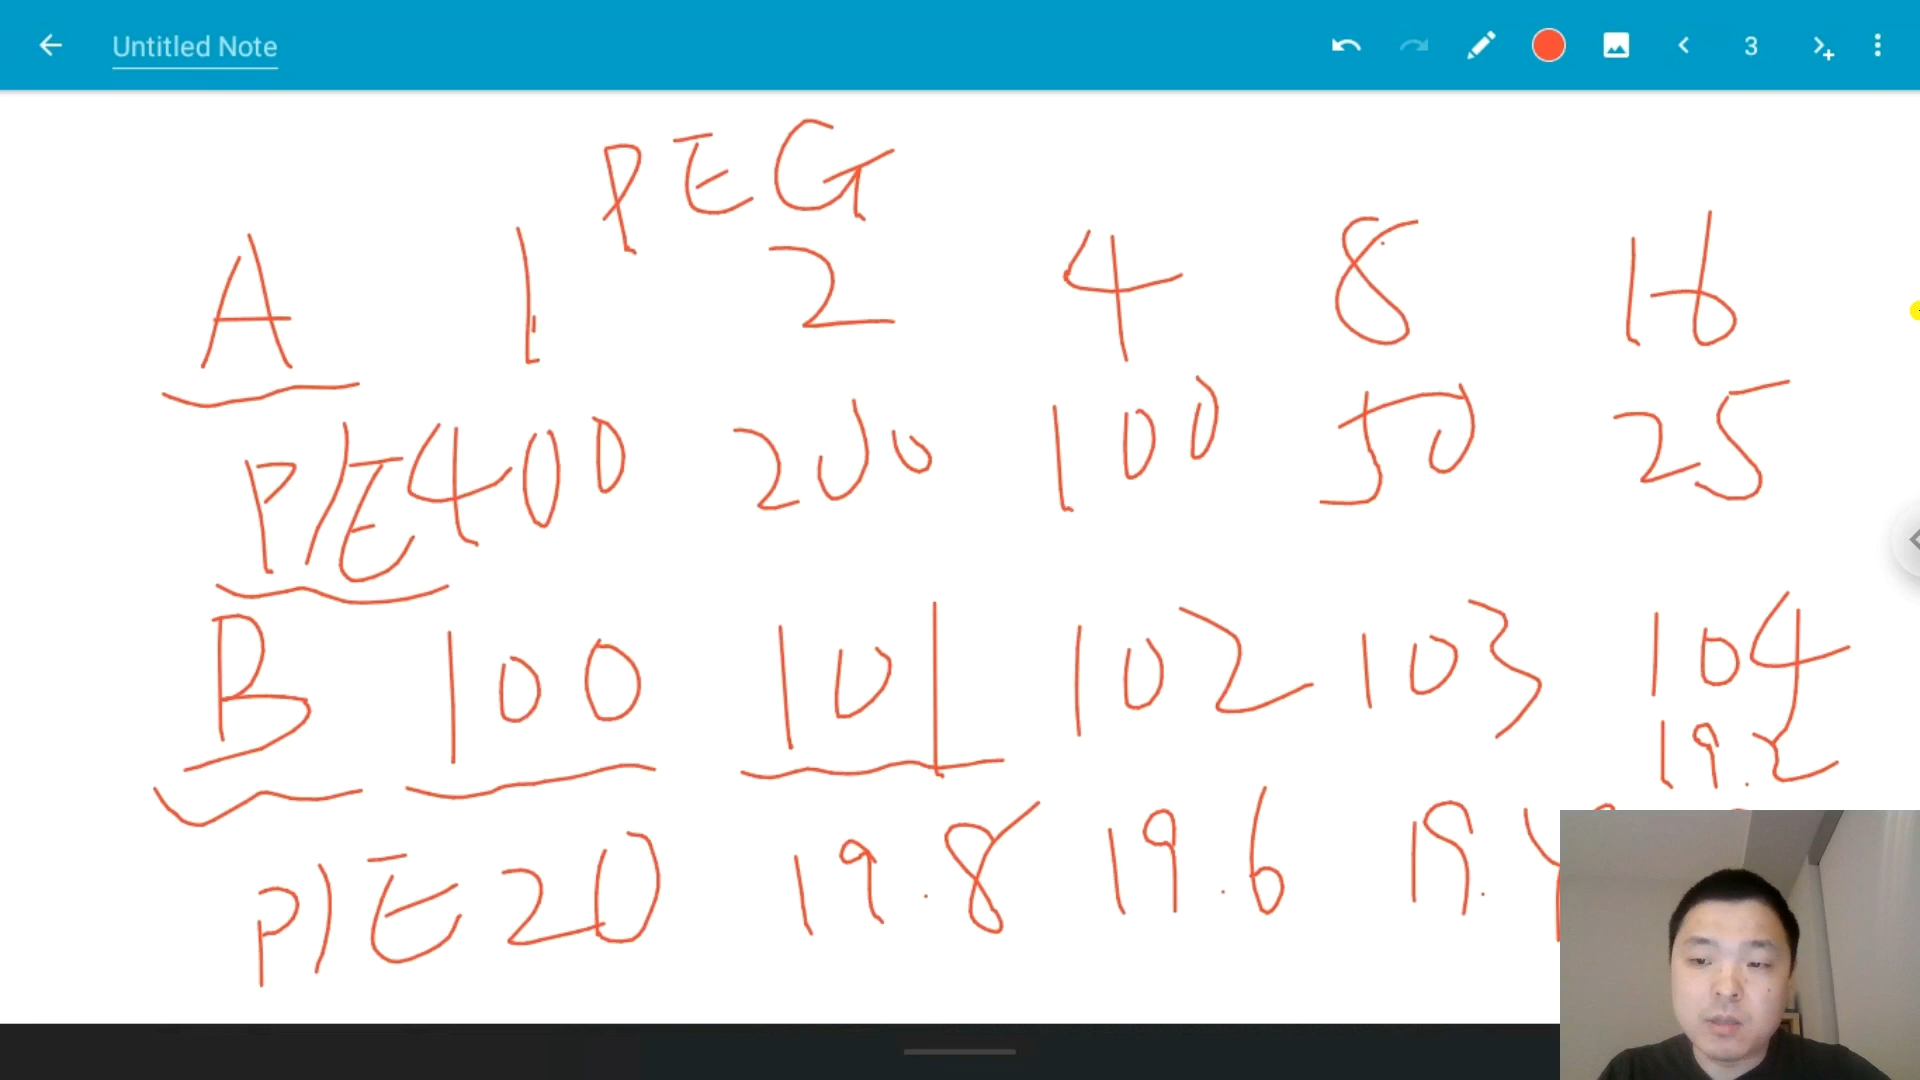 Untitled Note
3
PEG
A 1 2 4 8 16
P/E 400 200 100 50 25
B 100 101 102 103 104
19.2
P/E 20 19.8 19.6 19.